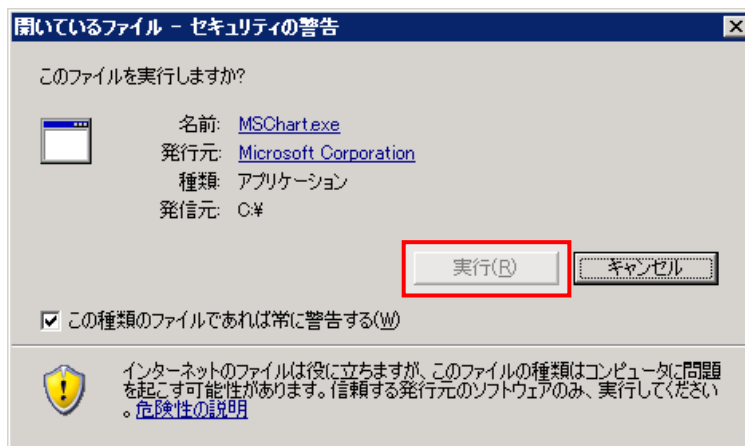 開いているファイル - セキュリティの警告
このファイルを実行しますか?
名前: MSChart.exe
発行元: Microsoft Corporation
種類: アプリケーション
発信元: C:¥
実行(R)
キャンセル
この種類のファイルであれば常に警告する(W)
インターネットのファイルは役に立ちますが、このファイルの種類はコンピュータに問題
を起こす可能性があります。信頼する発行元のソフトウェアのみ、実行してください
。危険性の説明